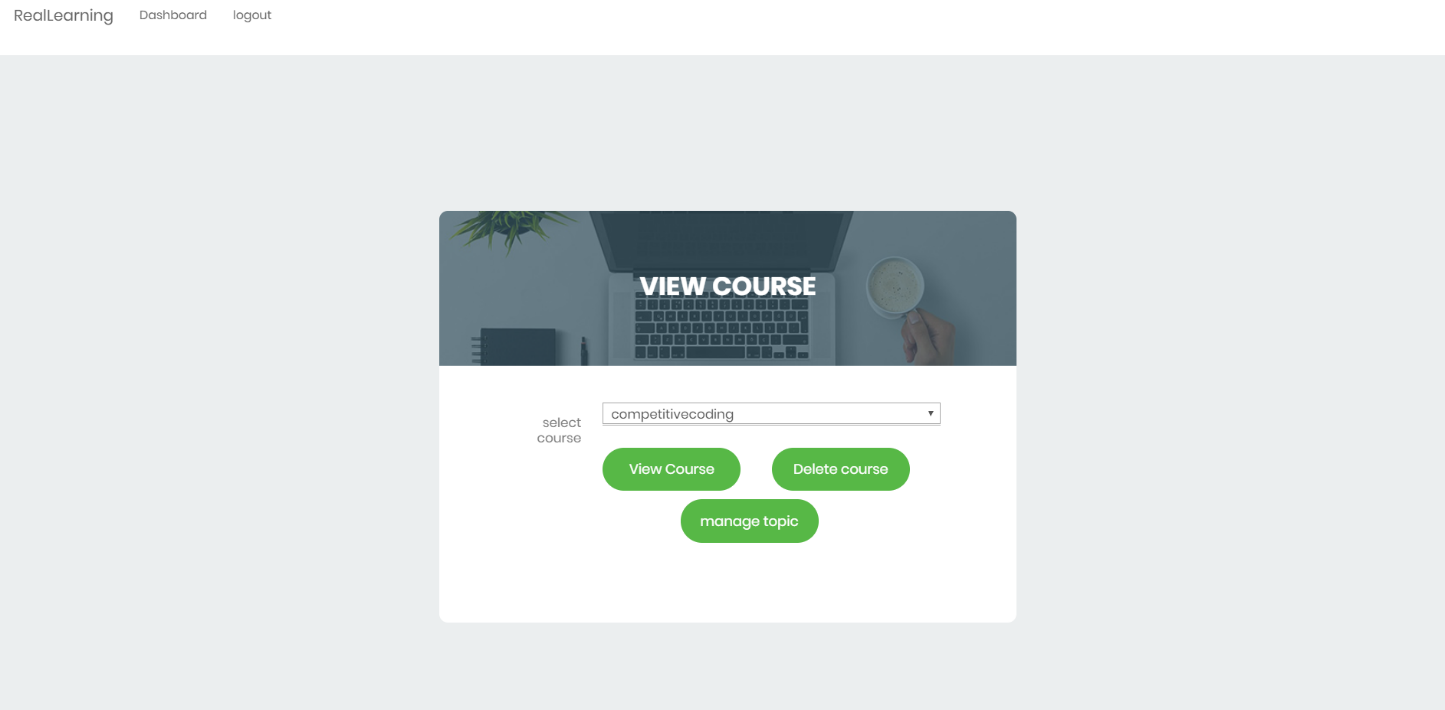 RealLearning Dashboard logout
VIEW COURSE
select
course
competitivecoding
View Course Delete course
manage topic